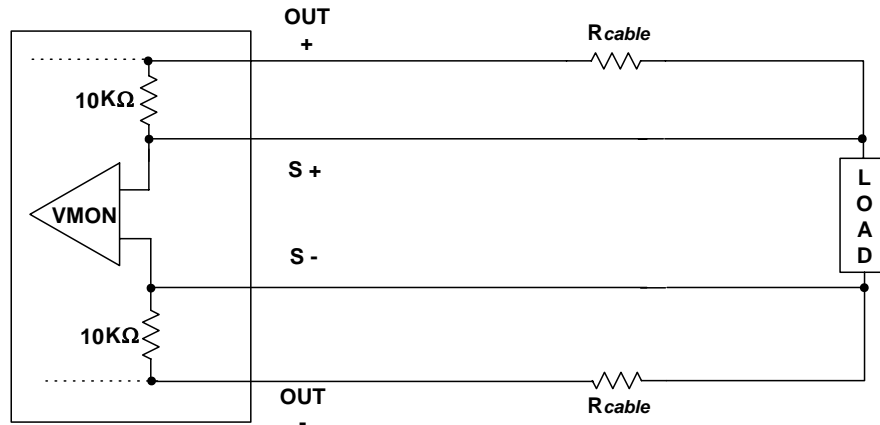 OUT
+
Rcable
10KΩ
S +
VMON
L
O
A
D
S -
10KΩ
OUT
-
Rcable